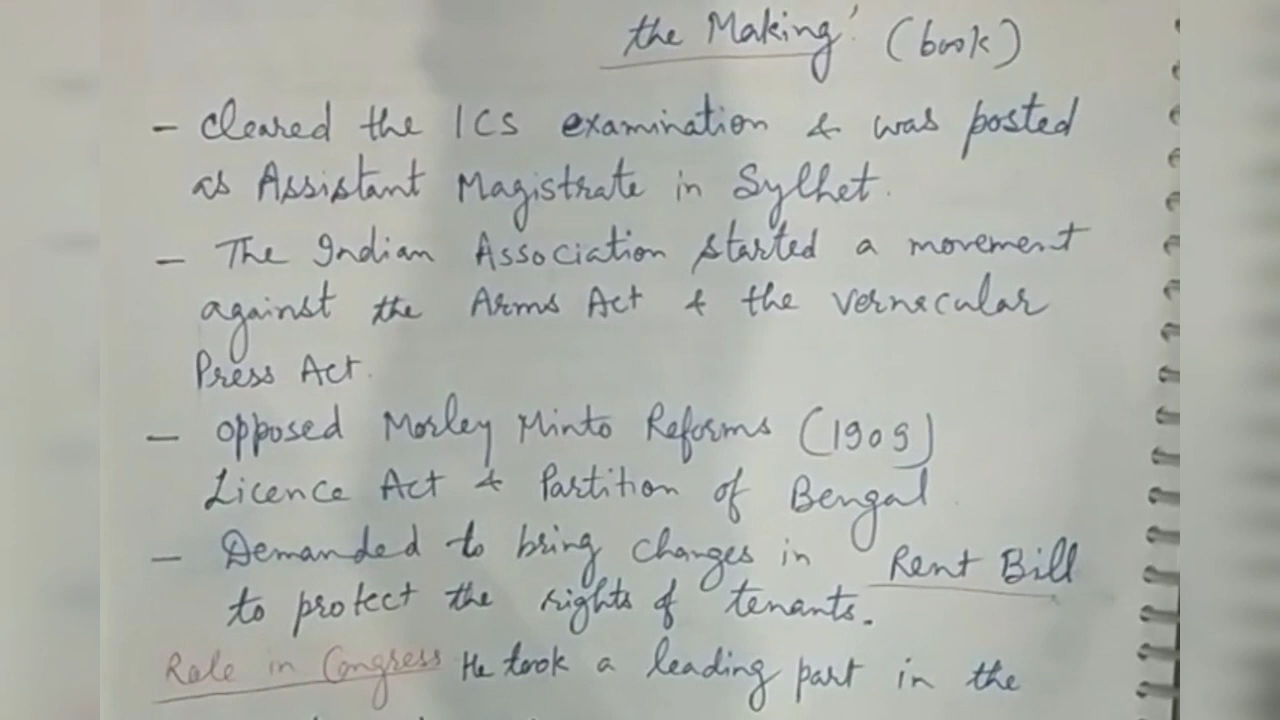 the Making' (book)
- cleared the ICS examination & was posted
as Assistant Magistrate in Sylhet.
- The Indian Association started a movement
against the Arms Act & the vernacular
Press Act.
- opposed Morley Minto Reforms (1909)
Licence Act & Partition of Bengal
- Demanded to bring changes in Rent Bill
to protect the rights of tenants.
Role in Congress He took a leading part in the